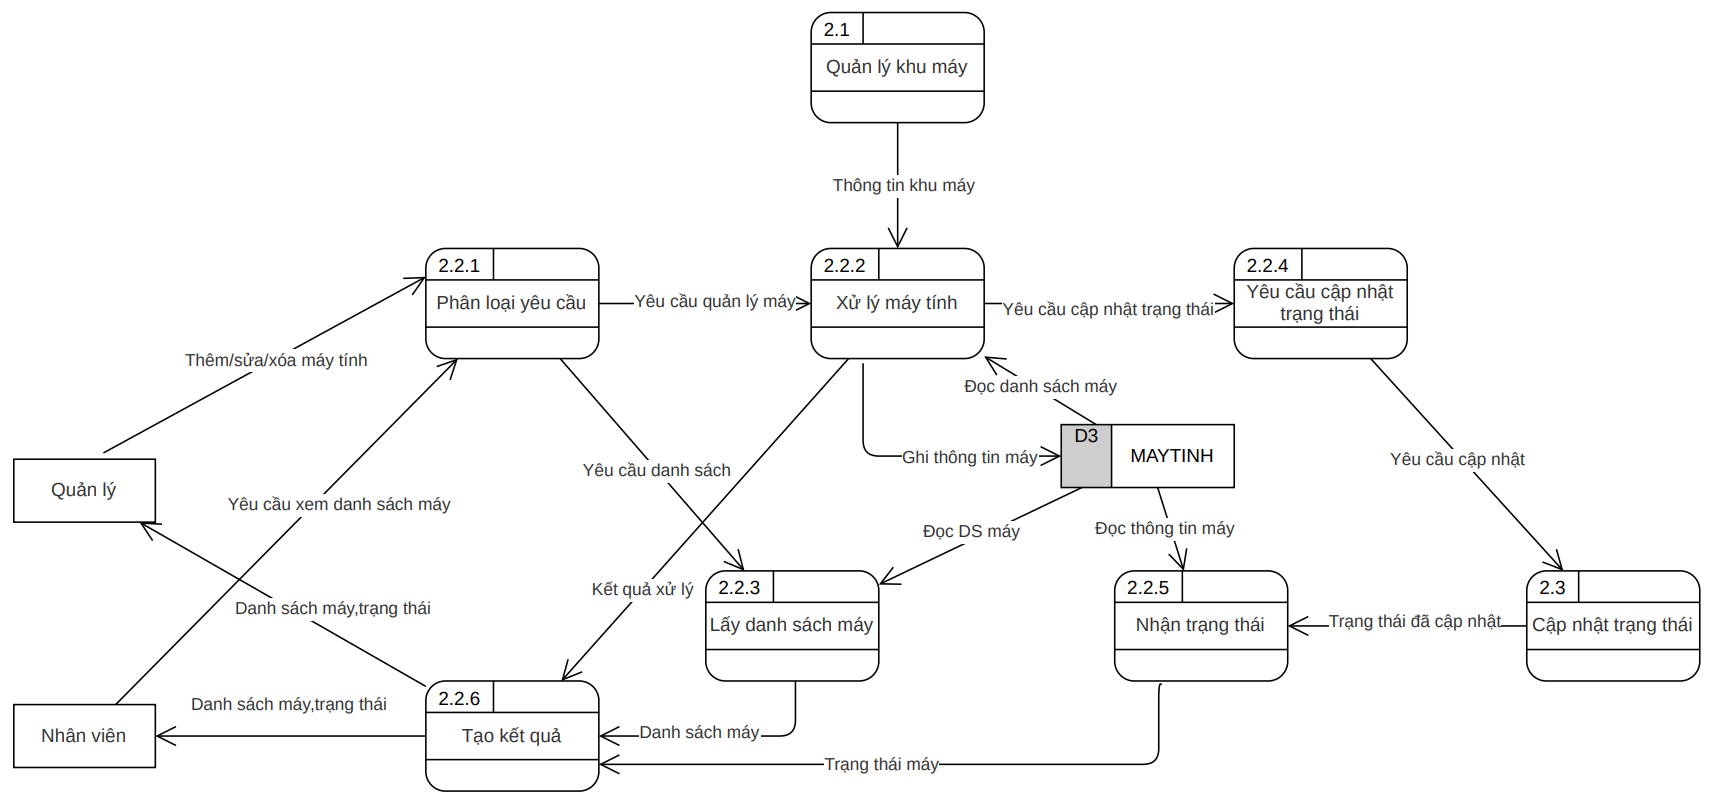 2.1
Quản lý khu máy
Thông tin khu máy
2.2.1
Phân loại yêu cầu
Yêu cầu quản lý máy
2.2.2
Xử lý máy tính
Yêu cầu cập nhật trạng thái
2.2.4
Yêu cầu cập nhật
trạng thái
Thêm/sửa/xóa máy tính
Đọc danh sách máy
D3
MAYTINH
Ghi thông tin máy
Yêu cầu danh sách
Yêu cầu cập nhật
Quản lý
Yêu cầu xem danh sách máy
Đọc DS máy
Đọc thông tin máy
Kết quả xử lý
2.2.3
Lấy danh sách máy
2.2.5
Nhận trạng thái
Trạng thái đã cập nhật
2.3
Cập nhật trạng thái
Danh sách máy,trạng thái
Danh sách máy,trạng thái
2.2.6
Tạo kết quả
Danh sách máy
Nhân viên
Trạng thái máy